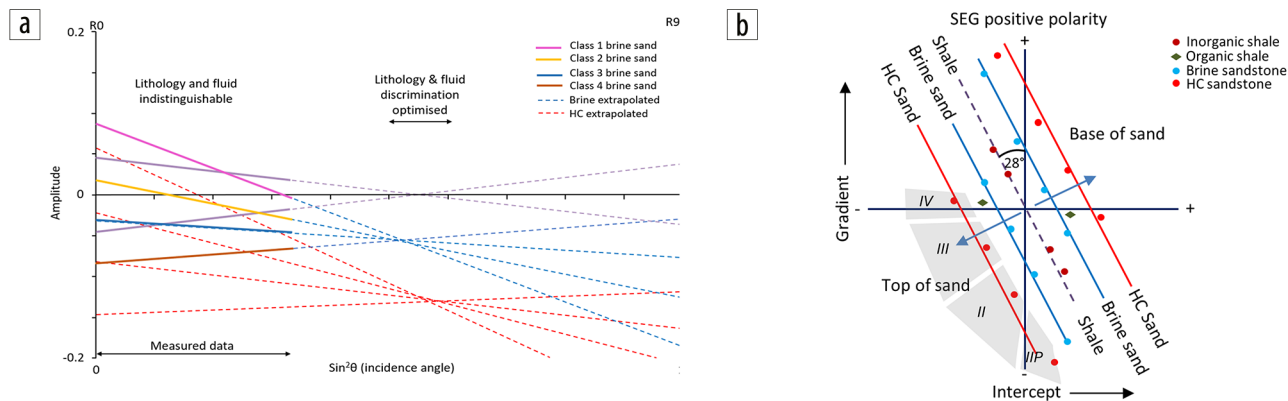 a
R0
R9
0.2
Class 1 brine sand
Class 2 brine sand
Class 3 brine sand
Class 4 brine sand
Brine extrapolated
HC extrapolated
Lithology and fluid
indistinguishable
Lithology & fluid
discrimination
optimised
Amplitude
0
Measured data
-0.2
0
Sin²θ (incidence angle)
b
SEG positive polarity
+
Inorganic shale
Organic shale
Brine sandstone
HC sandstone
Shale
Brine sand
HC Sand
Base of sand
28°
Gradient
-
+
IV
III
II
IIP
Top of sand
HC Sand
Brine sand
Shale
-
Intercept